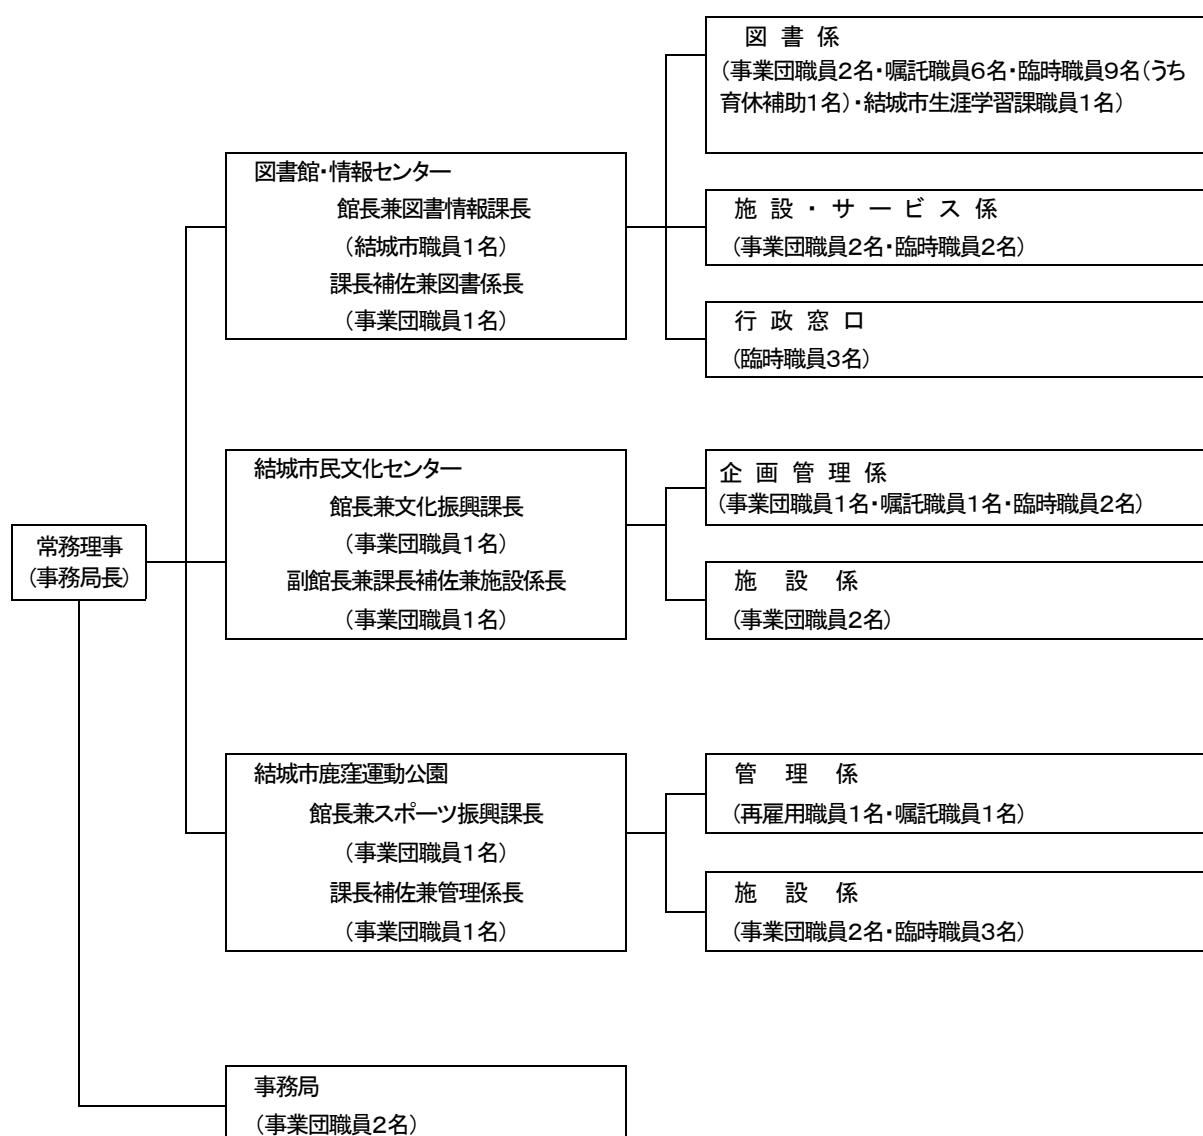 常務理事
(事務局長)
図書館・情報センター
館長兼図書情報課長
(結城市職員1名)
課長補佐兼図書係長
(事業団職員1名)
図 書 係
(事業団職員2名・嘱託職員6名・臨時職員9名(うち
育休補助1名)・結城市生涯学習課職員1名)
施 設 ・ サ ー ビ ス 係
(事業団職員2名・臨時職員2名)
行 政 窓 口
(臨時職員3名)
結城市民文化センター
館長兼文化振興課長
(事業団職員1名)
副館長兼課長補佐兼施設係長
(事業団職員1名)
企 画 管 理 係
(事業団職員1名・嘱託職員1名・臨時職員2名)
施 設 係
(事業団職員2名)
結城市鹿窪運動公園
館長兼スポーツ振興課長
(事業団職員1名)
課長補佐兼管理係長
(事業団職員1名)
管 理 係
(再雇用職員1名・嘱託職員1名)
施 設 係
(事業団職員2名・臨時職員3名)
事務局
(事業団職員2名)